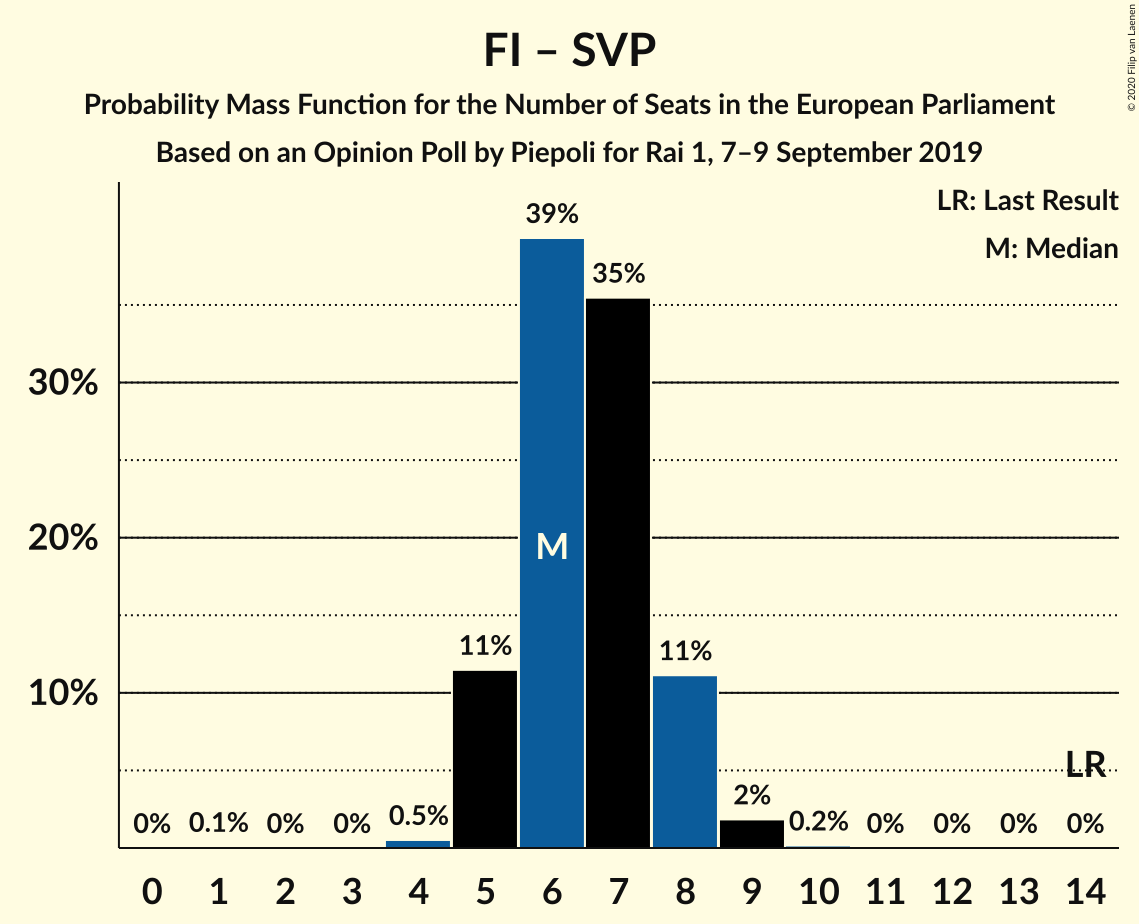 FI – SVP
Probability Mass Function for the Number of Seats in the European Parliament
Based on an Opinion Poll by Piepoli for Rai 1, 7–9 September 2019
© 2020 Filip van Laenen
LR: Last Result
M: Median
39%
35%
30%
20%
M
11%
11%
10%
LR
0% 0.1% 0% 0% 0.5% 2% 0.2% 0% 0% 0% 0%
0 1 2 3 4 5 6 7 8 9 10 11 12 13 14